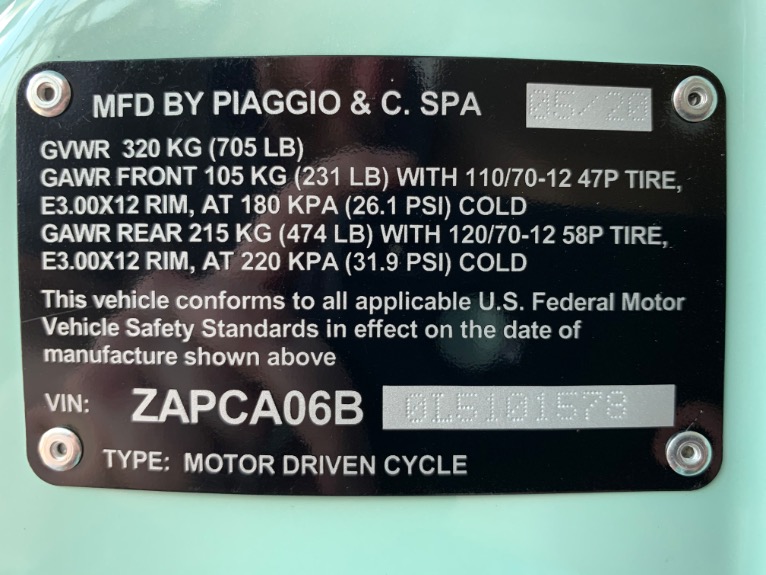 MFD BY PIAGGIO & C. SPA 05/20
GVWR 320 KG (705 LB)
GAWR FRONT 105 KG (231 LB) WITH 110/70-12 47P TIRE,
E3.00X12 RIM, AT 180 KPA (26.1 PSI) COLD
GAWR REAR 215 KG (474 LB) WITH 120/70-12 58P TIRE,
E3.00X12 RIM, AT 220 KPA (31.9 PSI) COLD
This vehicle conforms to all applicable U.S. Federal Motor
Vehicle Safety Standards in effect on the date of
manufacture shown above
VIN: ZAPCA06B 0L5101578
TYPE: MOTOR DRIVEN CYCLE